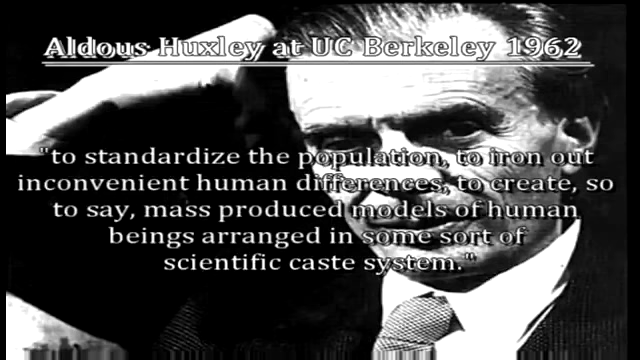 Aldous Huxley at UC Berkeley 1962
"to standardize the population, to iron out
inconvenient human differences, to create, so
to say, mass produced models of human
beings arranged in some sort of
scientific caste system."